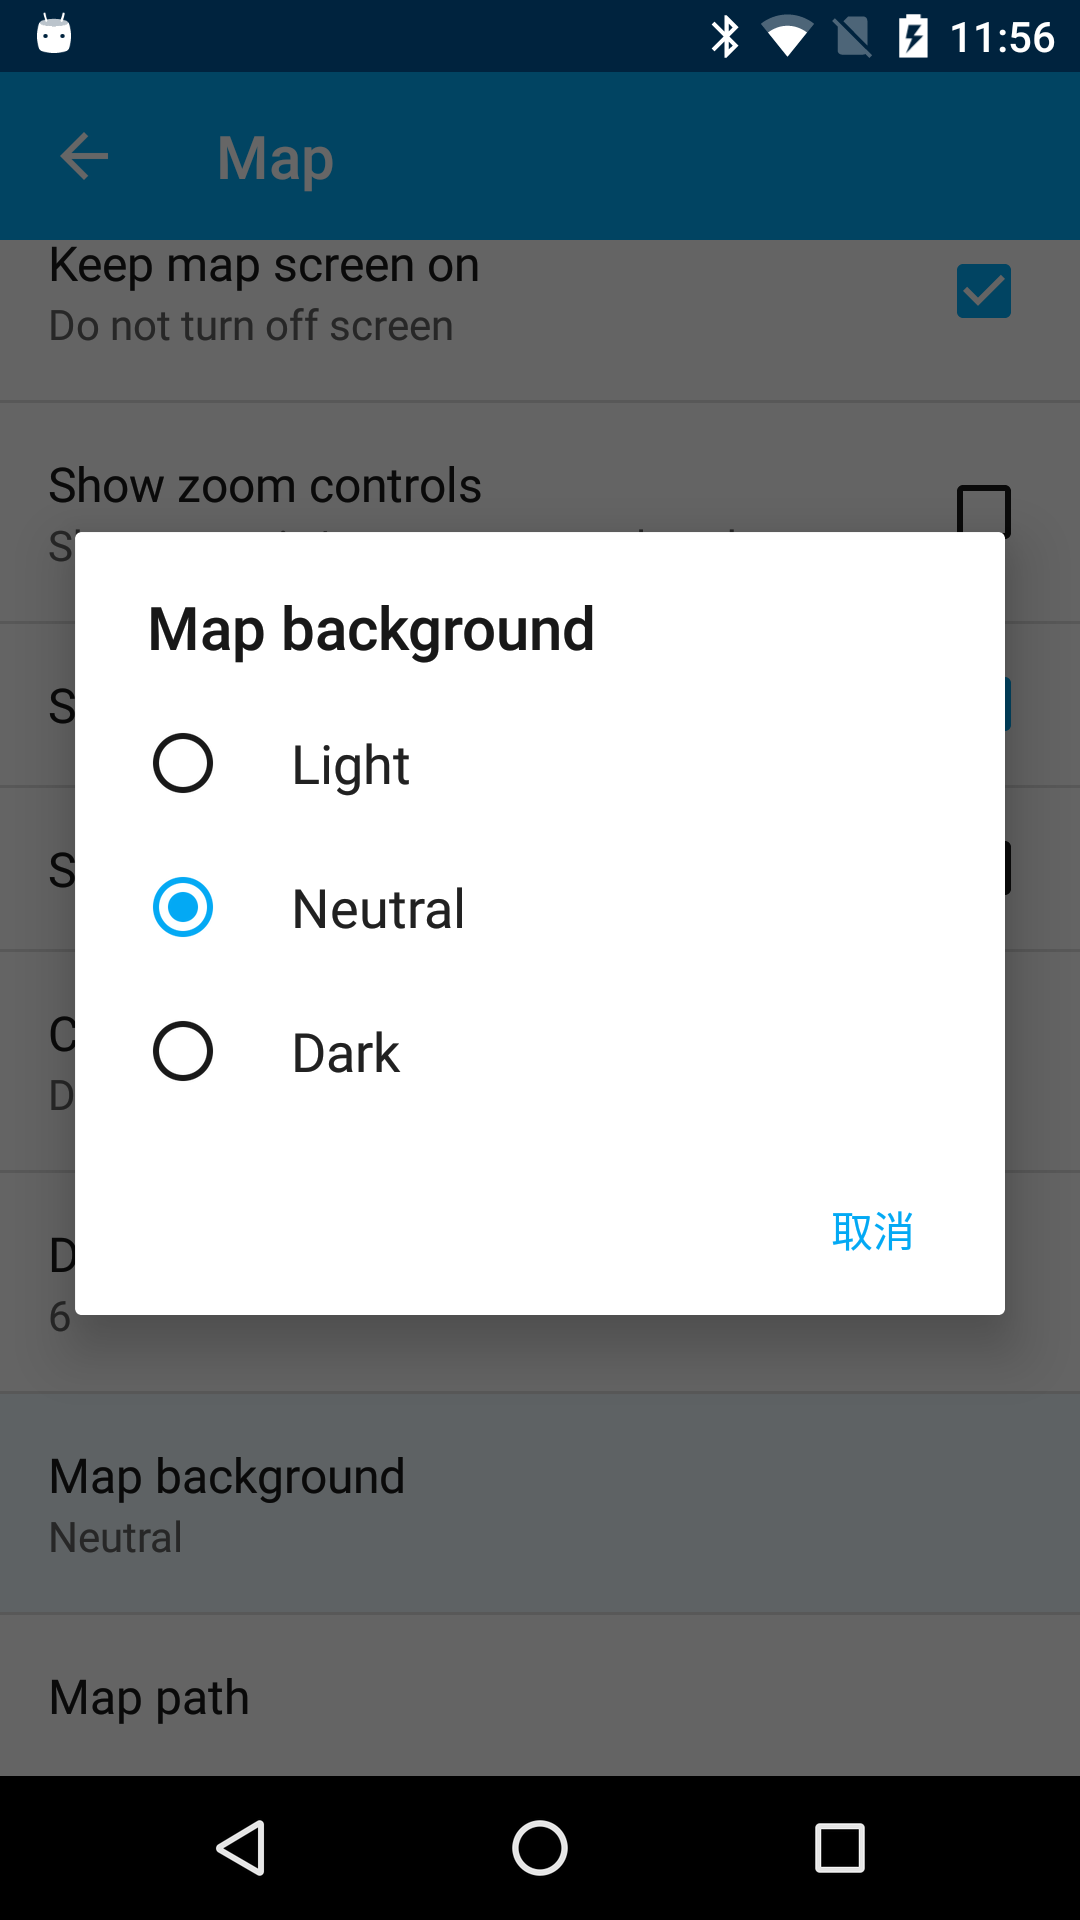 11:56
Map
Keep map screen on
Do not turn off screen
Show zoom controls
Map background
Light
Neutral
Dark
取消
6
Map background
Neutral
Map path